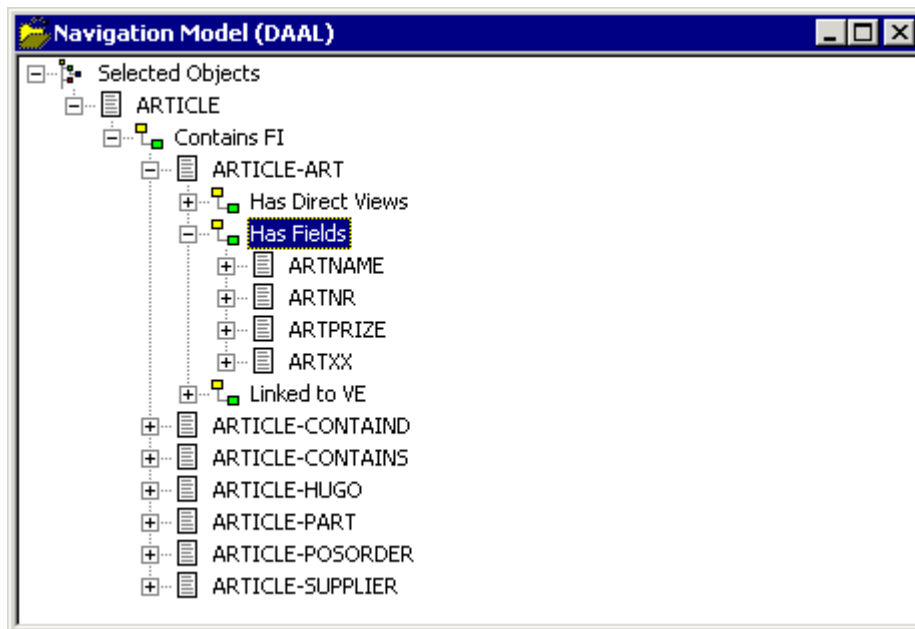 Navigation Model (DAAL)
Selected Objects
ARTICLE
Contains FI
ARTICLE-ART
Has Direct Views
Has Fields
ARTNAME
ARTNR
ARTPRIZE
ARTXX
Linked to VE
ARTICLE-CONTAIND
ARTICLE-CONTAINS
ARTICLE-HUGO
ARTICLE-PART
ARTICLE-POSORDER
ARTICLE-SUPPLIER